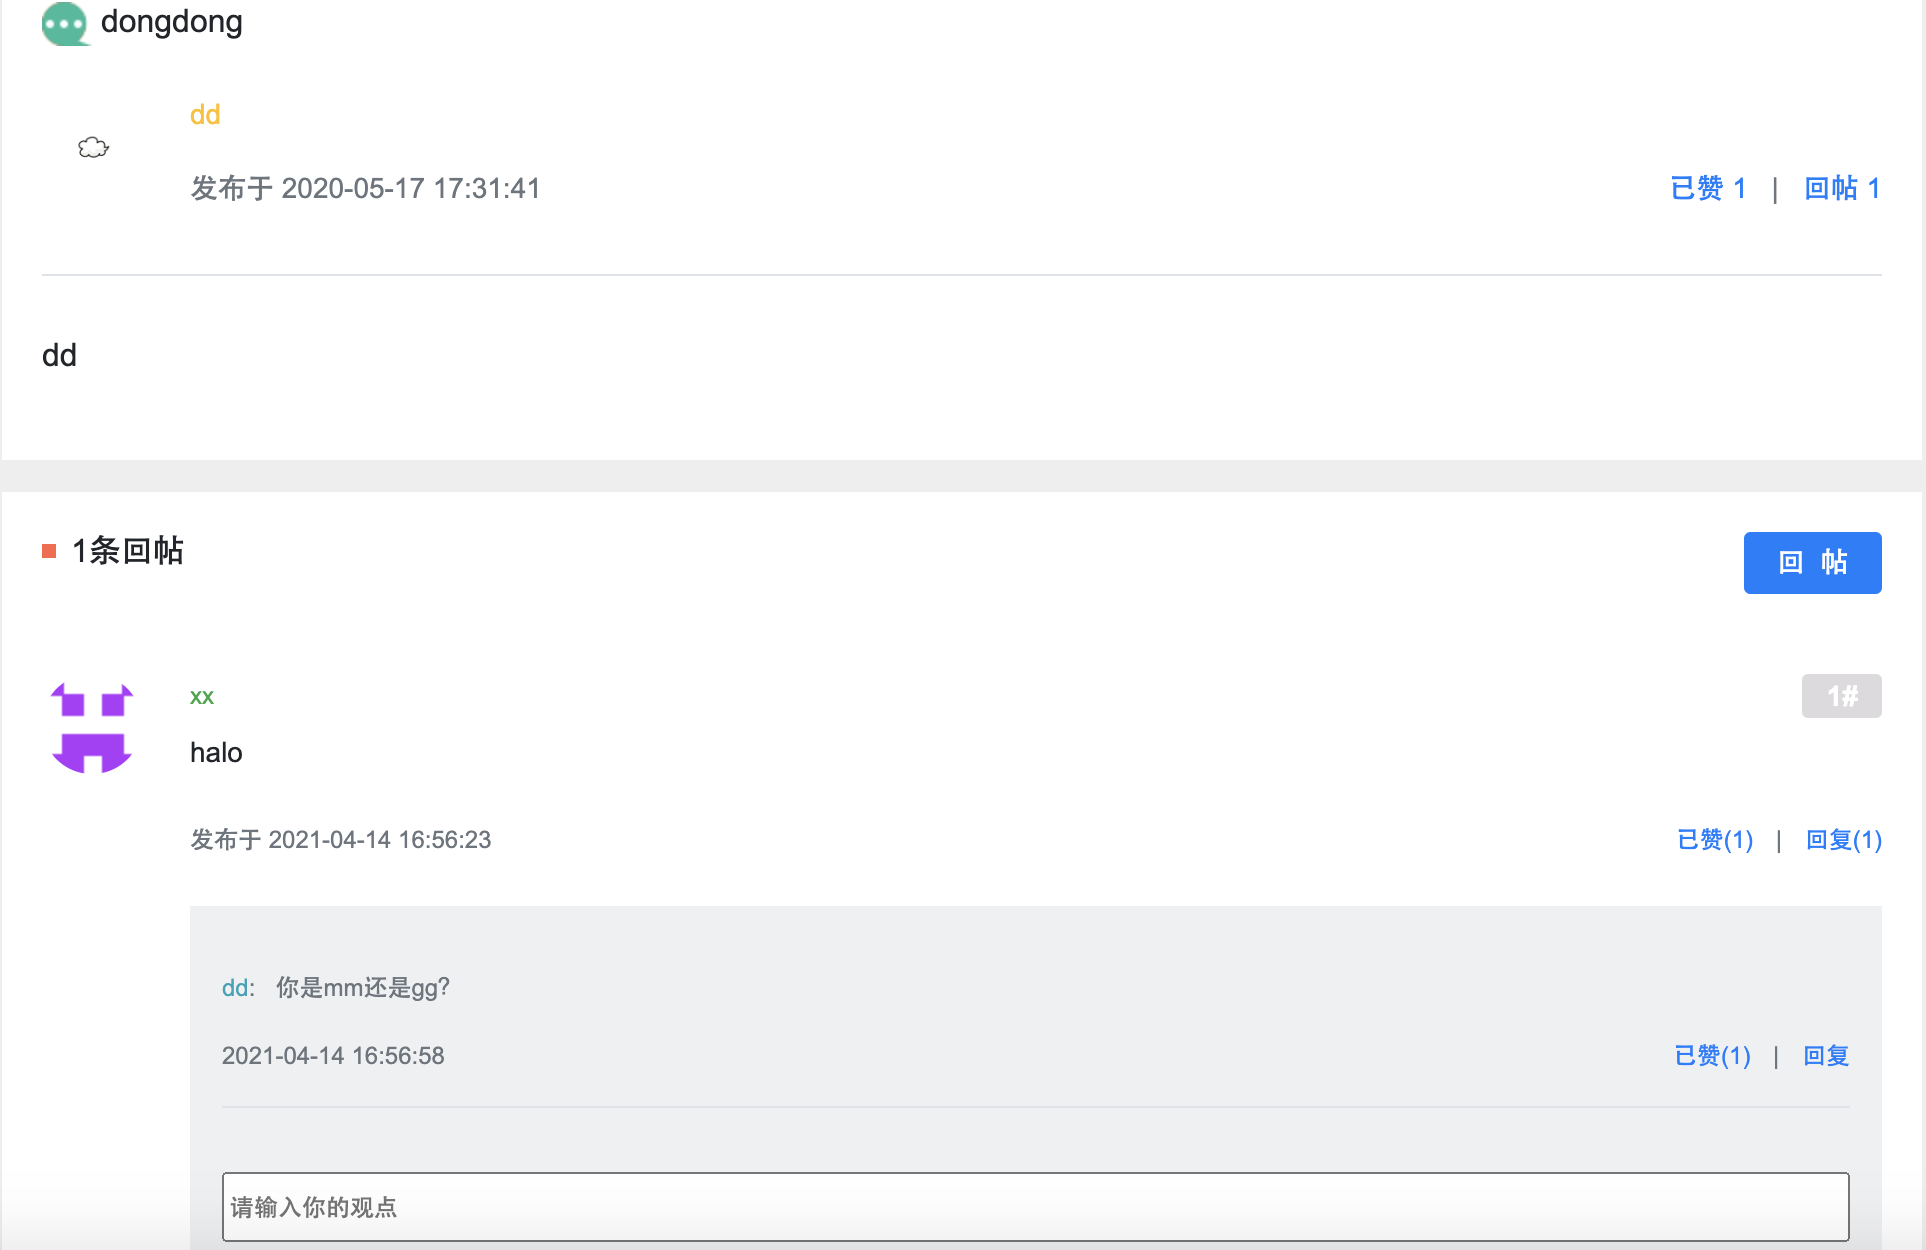 dongdong
dd
发布于 2020-05-17 17:31:41
已赞 1 | 回帖 1
dd
1条回帖
回 帖
xx
1#
halo
发布于 2021-04-14 16:56:23
已赞(1) | 回复(1)
dd: 你是mm还是gg?
2021-04-14 16:56:58
已赞(1) | 回复
请输入你的观点